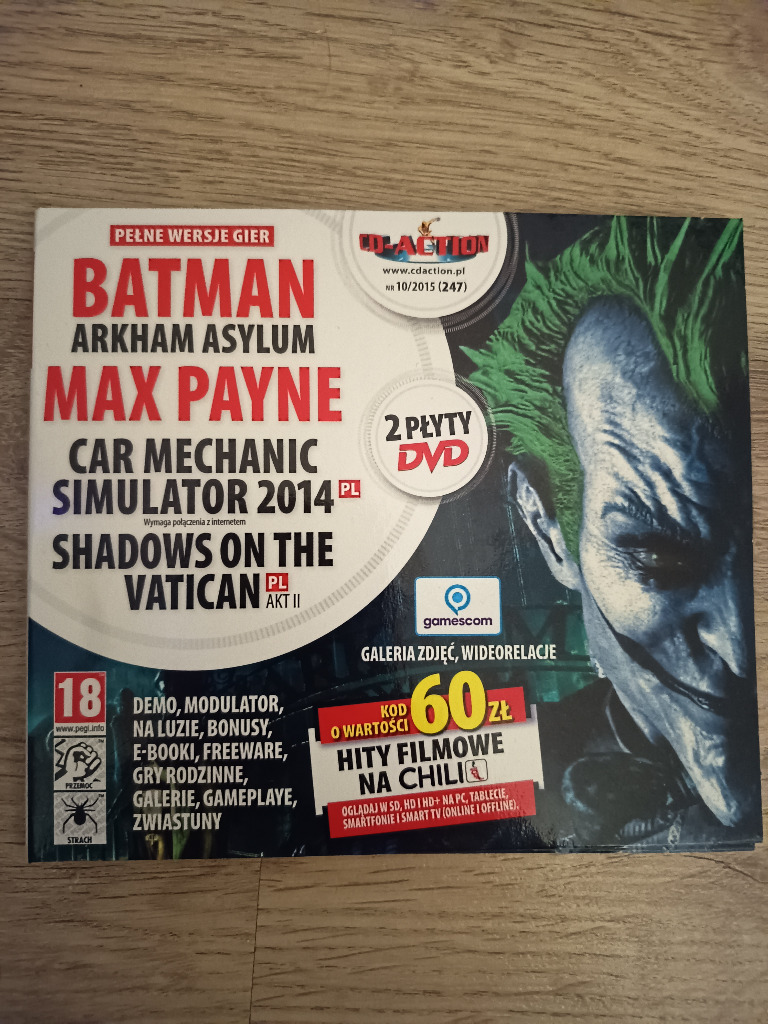 PEŁNE WERSJE GIER
BATMAN
ARKHAM ASYLUM
MAX PAYNE
CAR MECHANIC
SIMULATOR 2014 PL
Wymaga połączenia z internetem
SHADOWS ON THE
VATICAN PL
AKT II
CD-ACTION
www.cdaction.pl
NR 10/2015 (247)
2 PŁYTY
DVD
gamescom
GALERIA ZDJĘĆ, WIDEORELACJE
18
www.pegi.info
PRZEMOC
STRACH
DEMO, MODULATOR,
NA LUZIE, BONUSY,
E-BOOKI, FREEWARE,
GRY RODZINNE,
GALERIE, GAMEPLAYE,
ZWIASTUNY
KOD
O WARTOŚCI 60 ZŁ
HITY FILMOWE
NA CHILI
OGLĄDAJ W SD, HD I HD+ NA PC, TABLECIE,
SMARTFONIE I SMART TV (ONLINE I OFFLINE).